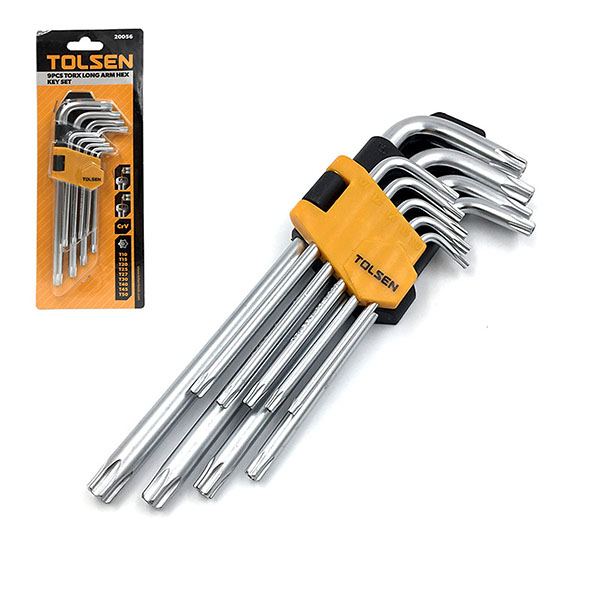 20056
TOLSEN
9PCS TORX LONG ARM HEX
KEY SET
CrV
T10
T15
T20
T25
T27
T30
T40
T45
T50
TOLSEN